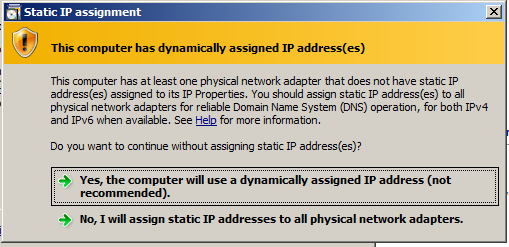 Static IP assignment
This computer has dynamically assigned IP address(es)
This computer has at least one physical network adapter that does not have static IP
address(es) assigned to its IP Properties. You should assign static IP address(es) to all
physical network adapters for reliable Domain Name System (DNS) operation, for both IPv4
and IPv6 when available. See Help for more information.
Do you want to continue without assigning static IP address(es)?
Yes, the computer will use a dynamically assigned IP address (not
recommended).
No, I will assign static IP addresses to all physical network adapters.